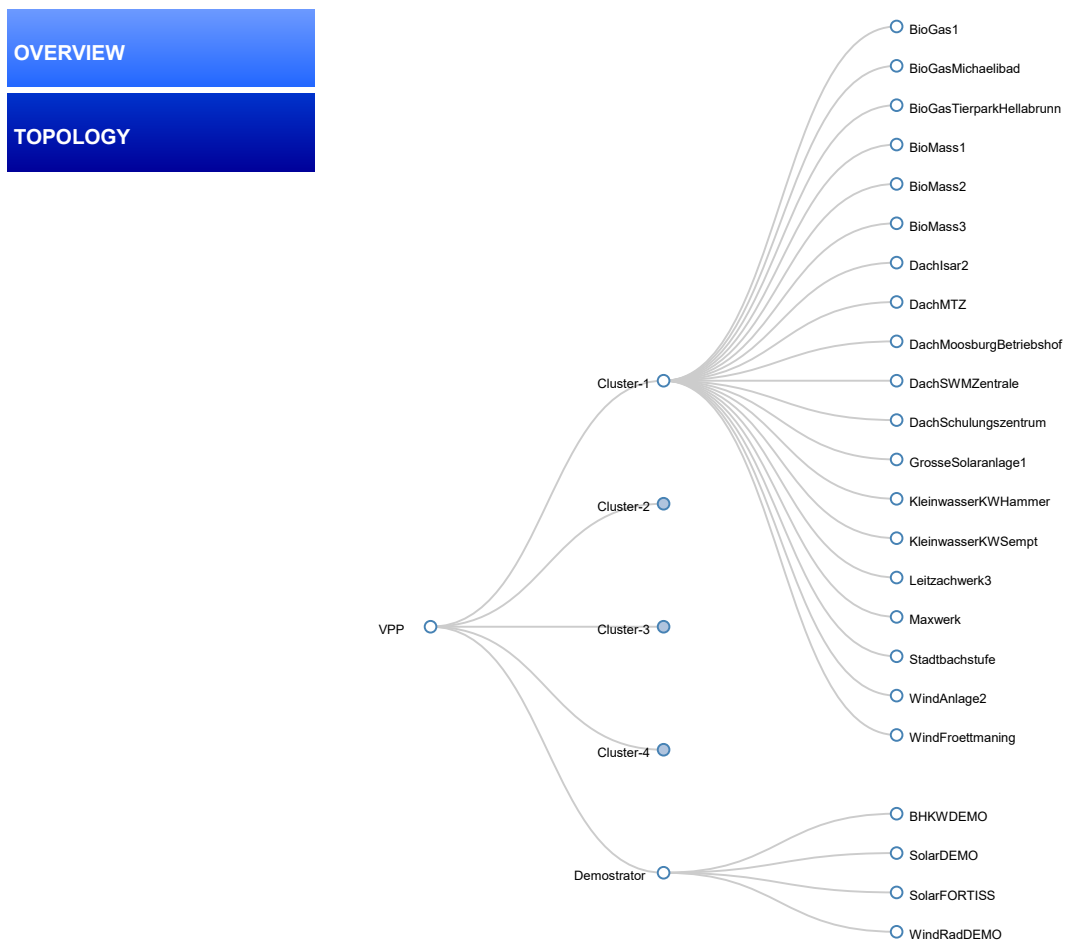 OVERVIEW
TOPOLOGY
VPP
Cluster-1
Cluster-2
Cluster-3
Cluster-4
Demostrator
BioGas1
BioGasMichaelibad
BioGasTierparkHellabrunn
BioMass1
BioMass2
BioMass3
DachIsar2
DachMTZ
DachMoosburgBetriebshof
DachSWMZentrale
DachSchulungszentrum
GrosseSolaranlage1
KleinwasserKWHammer
KleinwasserKWSempt
Leitzachwerk3
Maxwerk
Stadtbachstufe
WindAnlage2
WindFroettmaning
BHKWDEMO
SolarDEMO
SolarFORTISS
WindRadDEMO